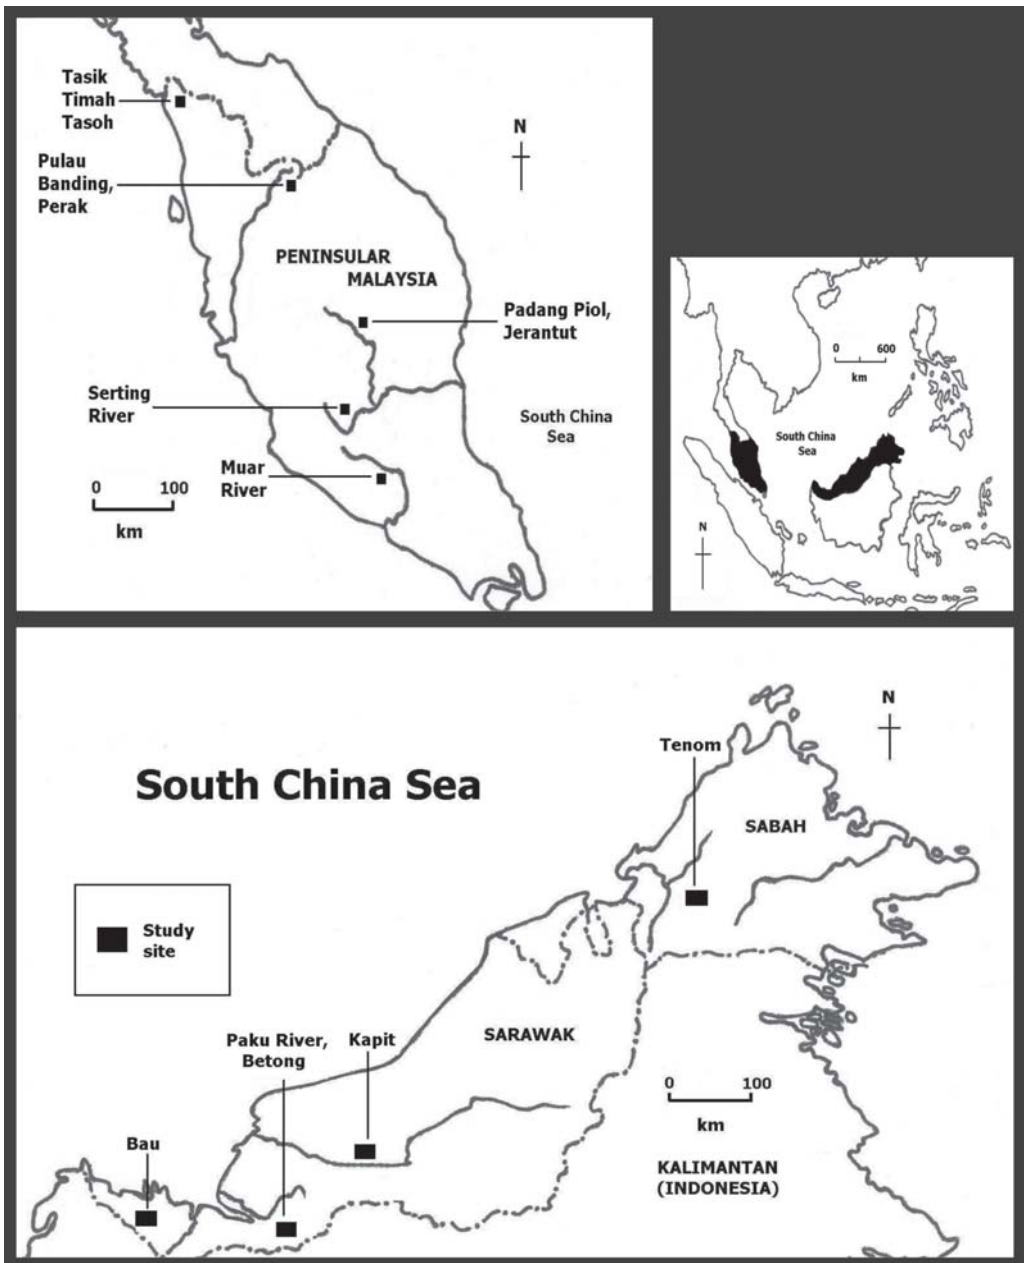 Tasik
Timah
Tasoh
N
Pulau
Banding,
Perak
PENINSULAR
MALAYSIA
Padang Piol,
Jerantut
Serting
River
South China
Sea
Muar
River
0 100
km
0 600
km
South China
Sea
N
N
Tenom
South China Sea
SABAH
Study
site
Paku River,
Betong
Kapit
SARAWAK
0 100
km
Bau
KALIMANTAN
(INDONESIA)